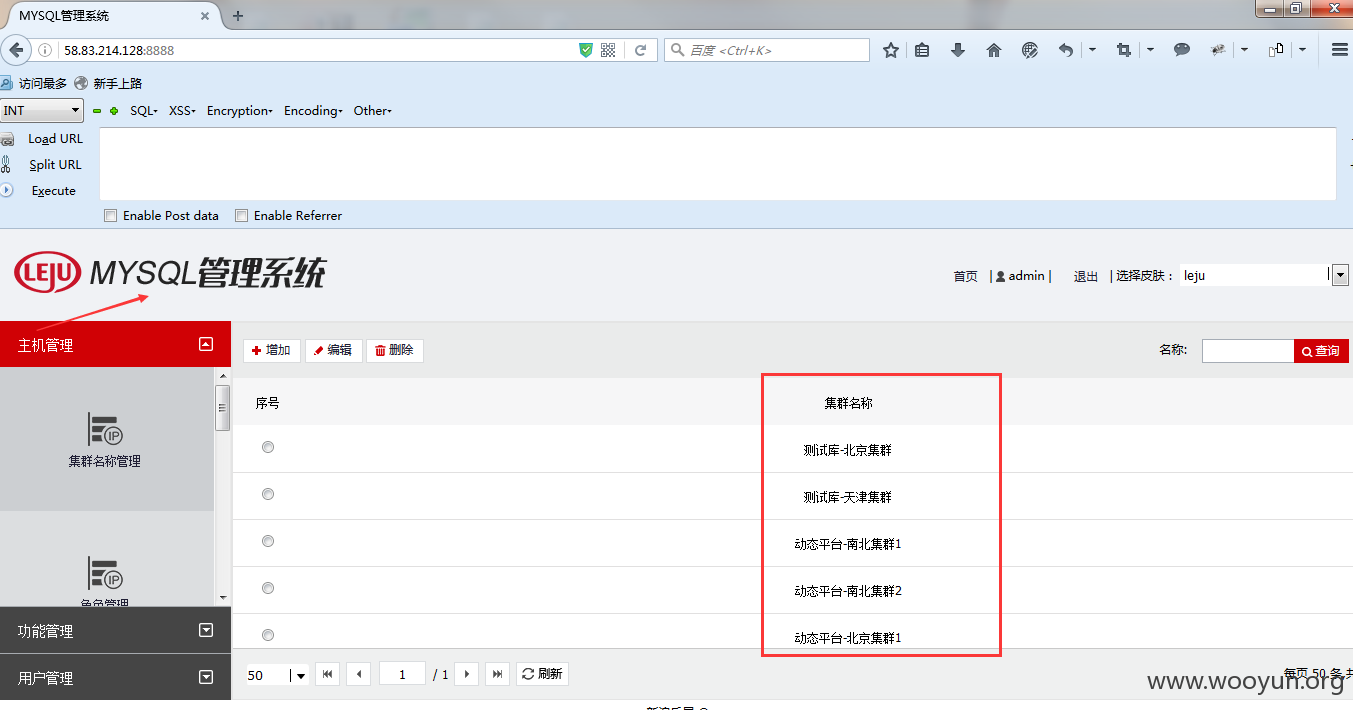 MYSQL管理系统
58.83.214.128:8888
百度 <Ctrl+K>
访问最多 新手上路
INT SQL XSS Encryption Encoding Other
Load URL
Split URL
Execute
Enable Post data Enable Referrer
LEJU MYSQL管理系统
首页 | admin | 退出 | 选择皮肤： leju
主机管理
增加 编辑 删除 名称: 查询
序号 集群名称
IP
集群名称管理
测试库-北京集群
测试库-天津集群
动态平台-南北集群1
IP
动态平台-南北集群2
角色管理
动态平台-北京集群1
功能管理
用户管理
50 1 / 1 刷新 每页 50 条,共
www.wooyun.org